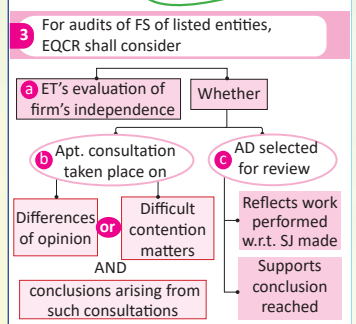 3
For audits of FS of listed entities,
EQCR shall consider
a ET's evaluation of
firm's independence
Whether
b Apt. consultation
taken place on
c AD selected
for review
Differences
of opinion
or
Difficult
contention
matters
AND
conclusions arising from
such consultations
Reflects work
performed
w.r.t. SJ made
Supports
conclusion
reached